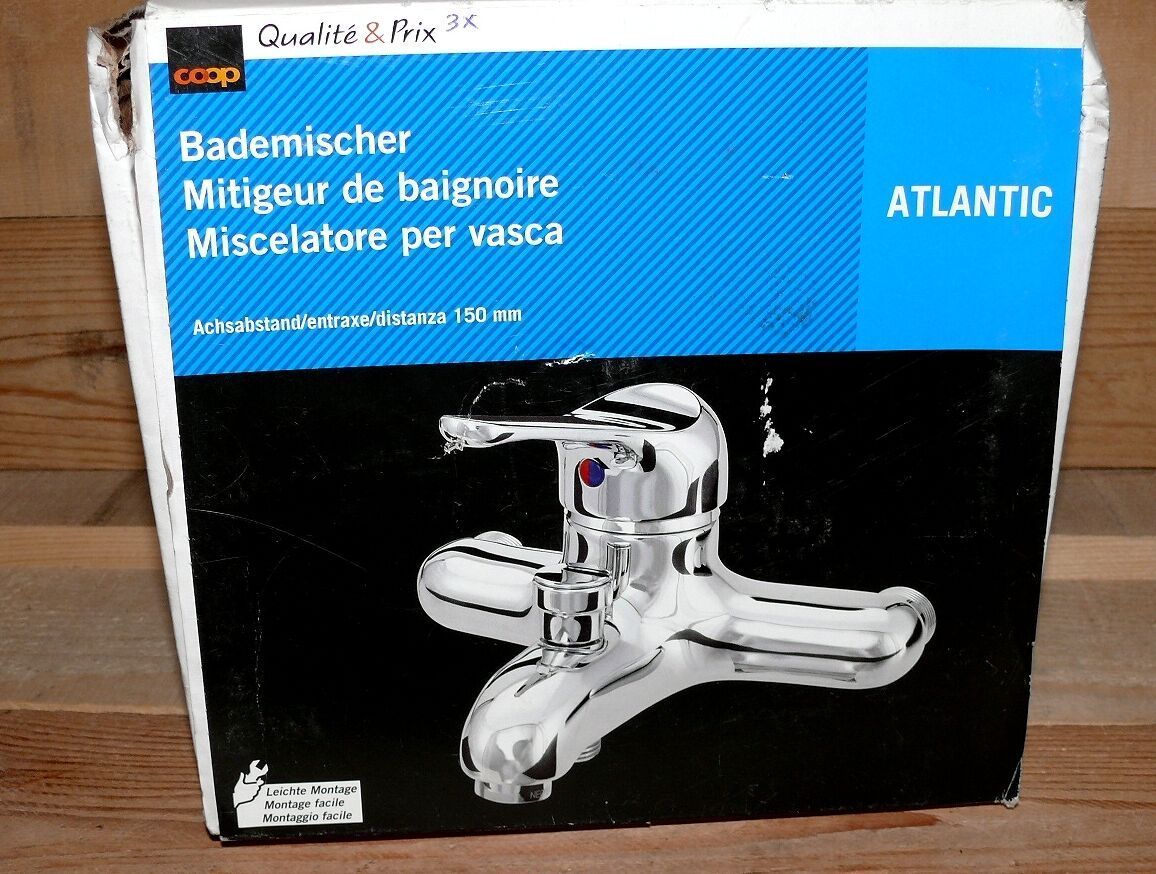 coop
Qualité & Prix 3x
Bademischer
Mitigeur de baignoire
Miscelatore per vasca
ATLANTIC
Achsabstand/entraxe/distanza 150 mm
Leichte Montage
Montage facile
Montaggio facile